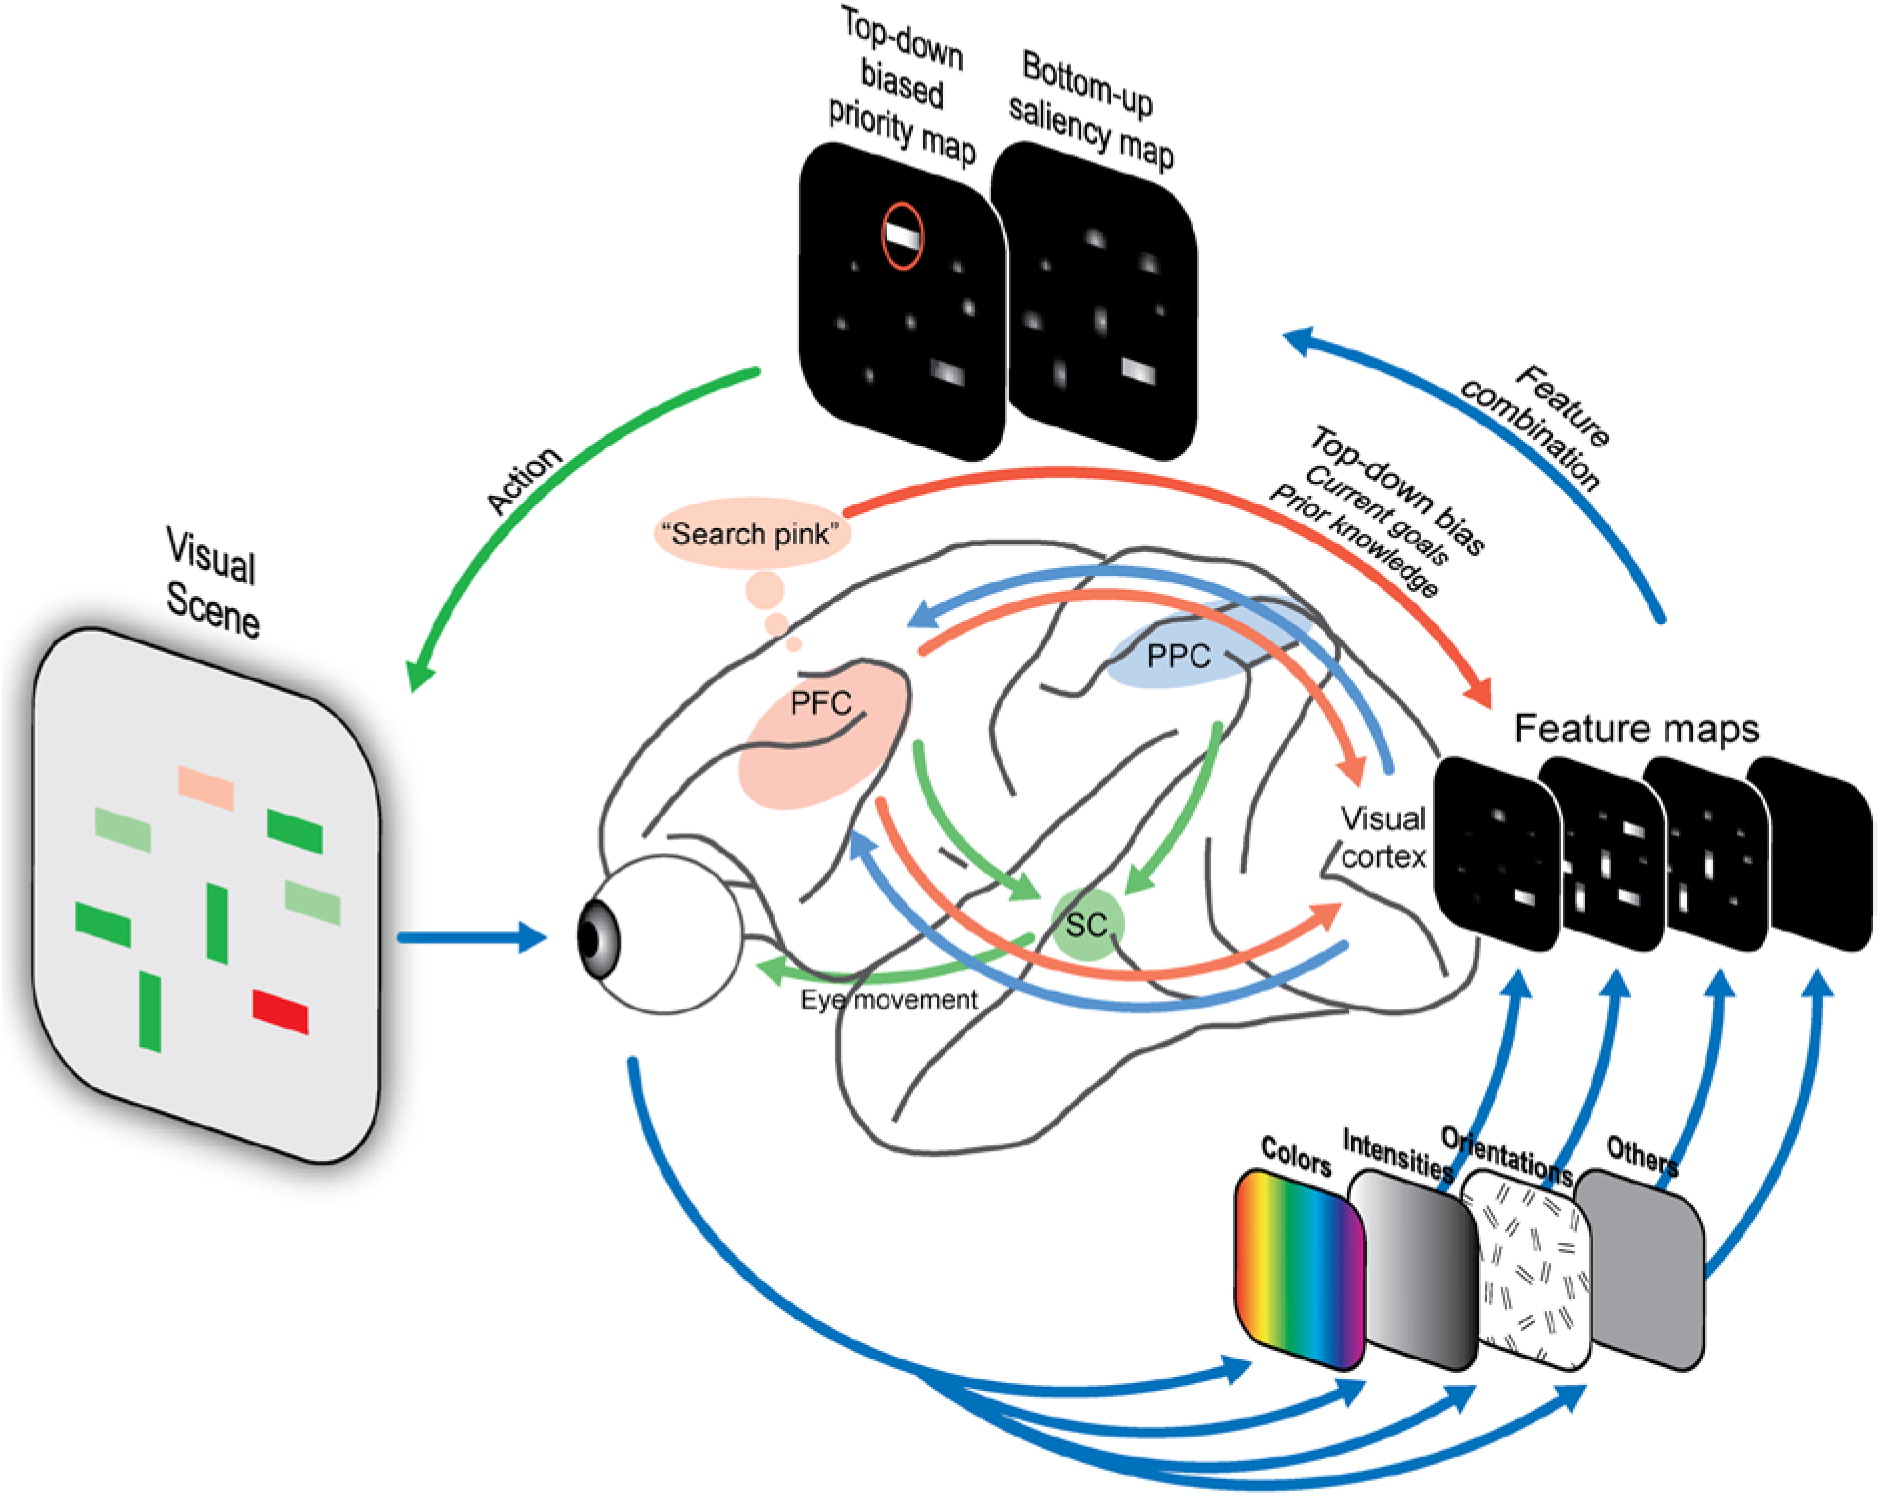 Top-down
biased
priority map
Bottom-up
saliency map
Feature
combination
Top-down bias
Current goals
Prior knowledge
Action
“Search pink”
Visual
Scene
PFC
PPC
Feature maps
Visual
cortex
SC
Eye movement
Colors
Intensities
Orientations
Others